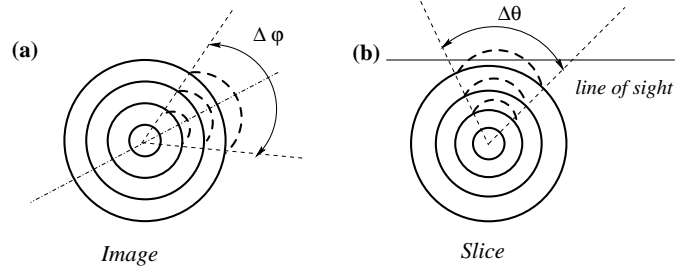 (a)
Δ φ
Image
(b)
Δθ
line of sight
Slice